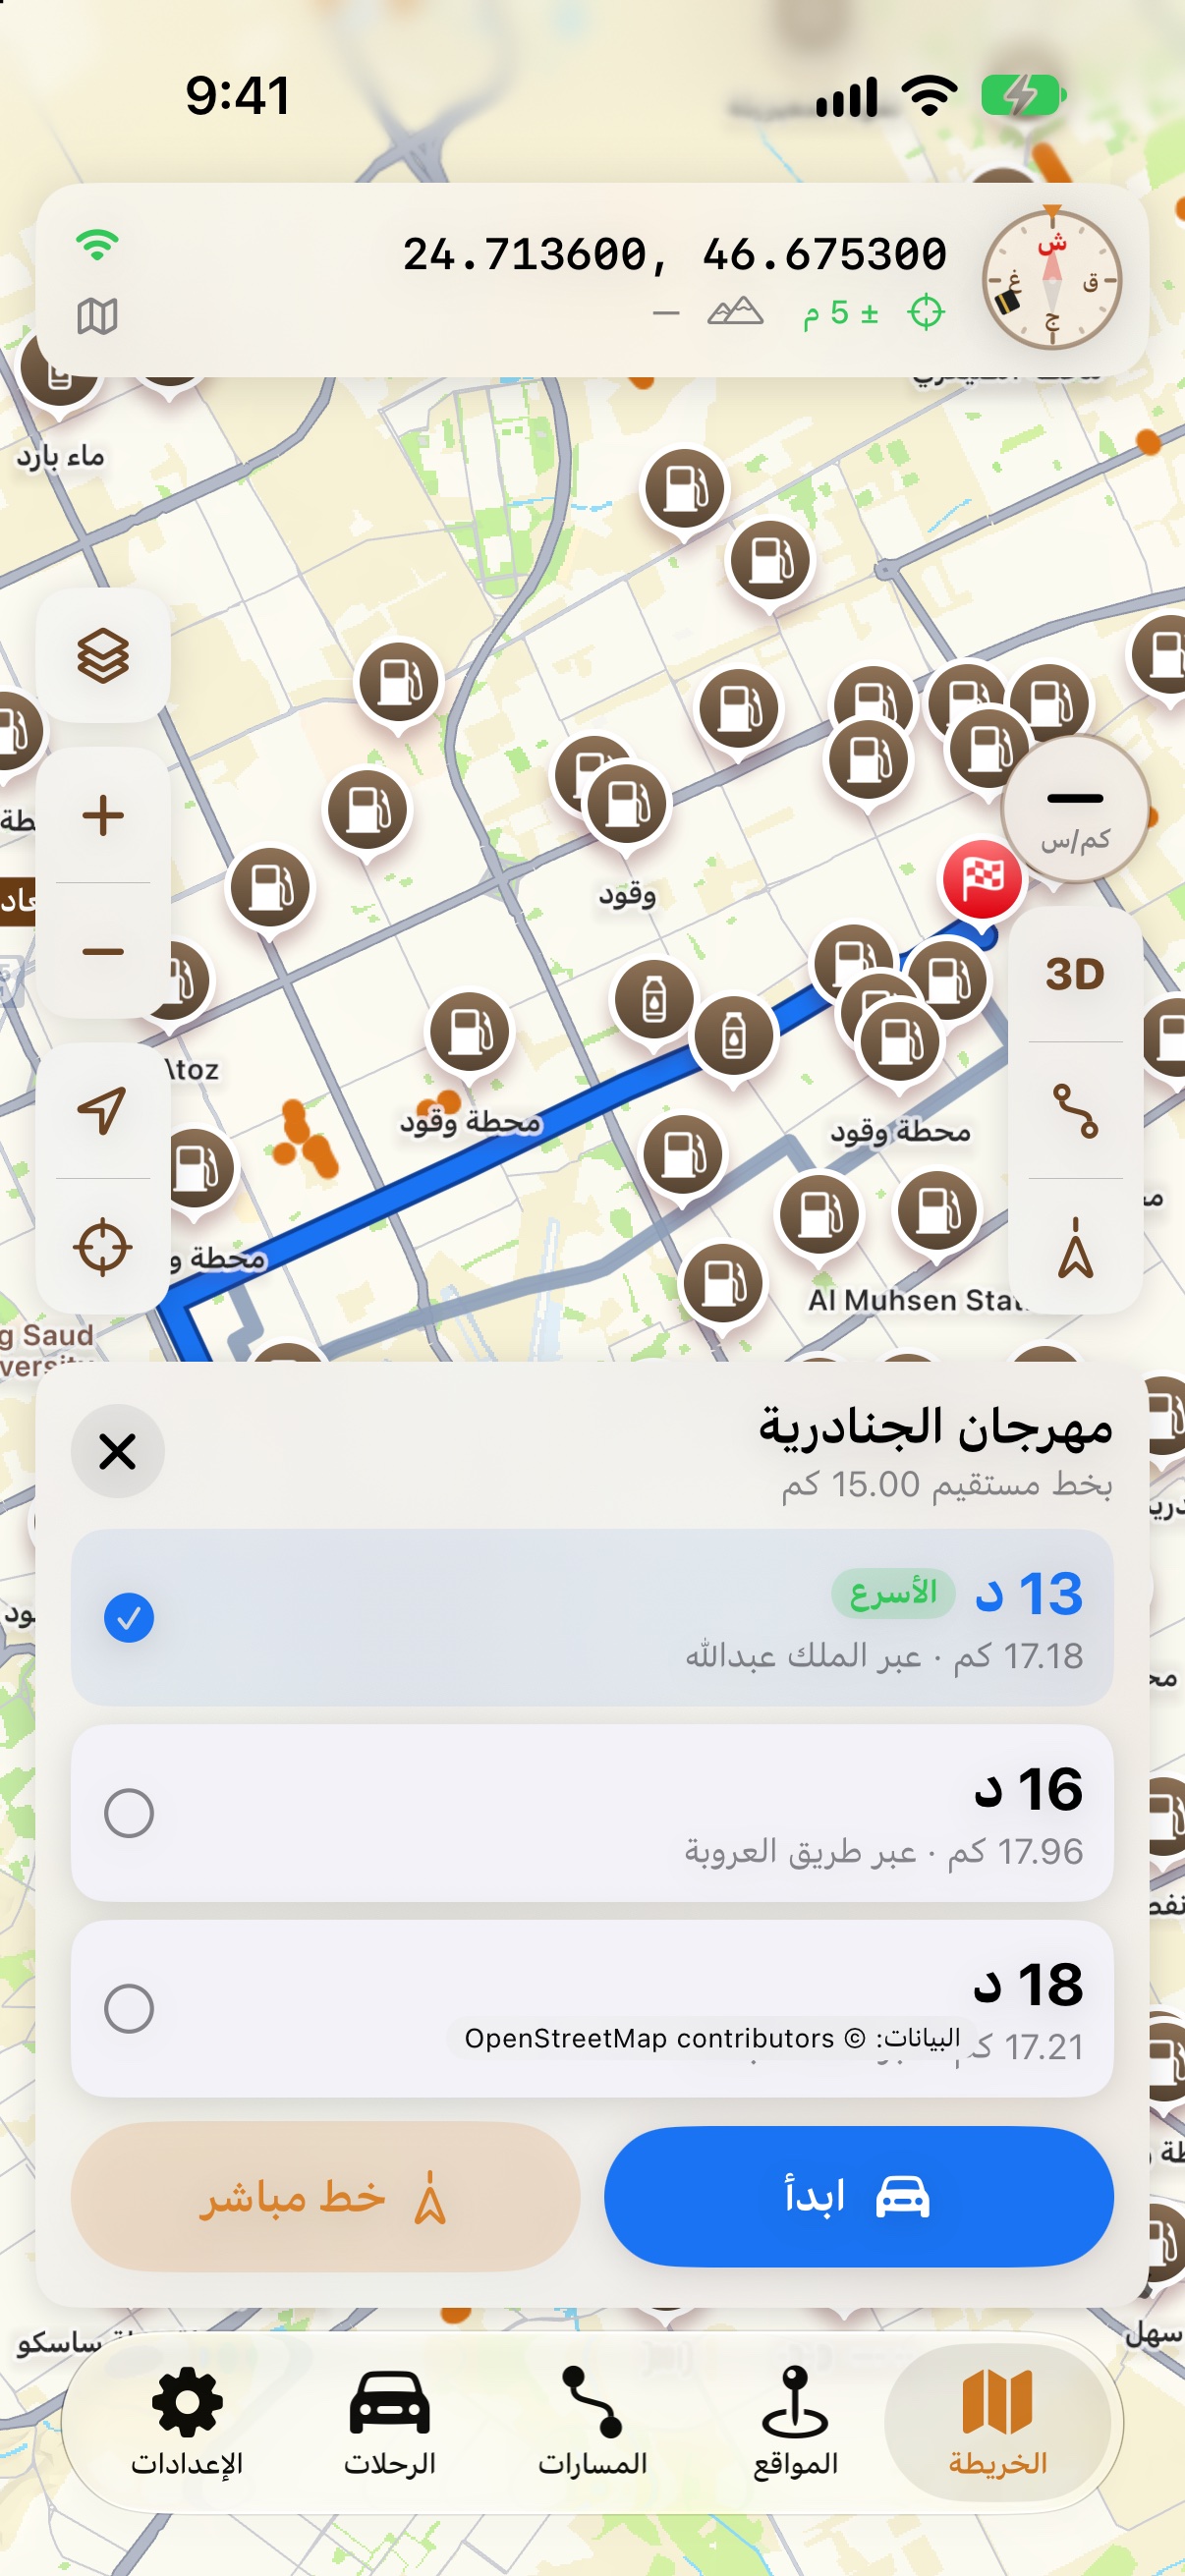 9:41
24.713600, 46.675300
± 5 م
—
ش
ق
غ
ج
ماء بارد
وقود
كم/س
3D
محطة وقود
محطة وقود
محطة و
Al Muhsen Stat
g Saud
مهرجان الجنادرية
بخط مستقيم 15.00 كم
13 د
الأسرع
17.18 كم · عبر الملك عبدالله
16 د
17.96 كم · عبر طريق العروبة
18 د
17.21
البيانات: © OpenStreetMap contributors
ابدأ
خط مباشر
ساسكو
سهل
الخريطة
المواقع
المسارات
الرحلات
الإعدادات